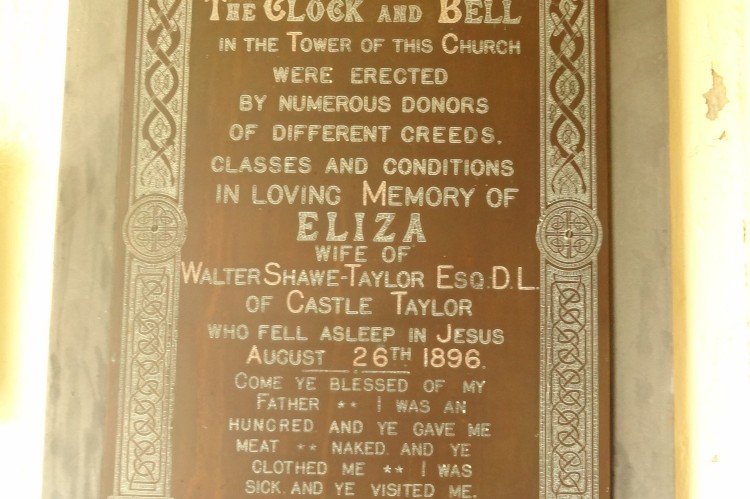 The Clock and Bell
in the Tower of this Church
were erected
by numerous donors
of different creeds.
classes and conditions
in loving Memory of
ELIZA
wife of
Walter Shawe-Taylor Esq. D.L.
of Castle Taylor
who fell asleep in Jesus
August 26th 1896.
Come ye blessed of my
Father ** I was an
hungred. and ye gave me
meat ** naked. and ye
clothed me ** I was
sick. and ye visited me.